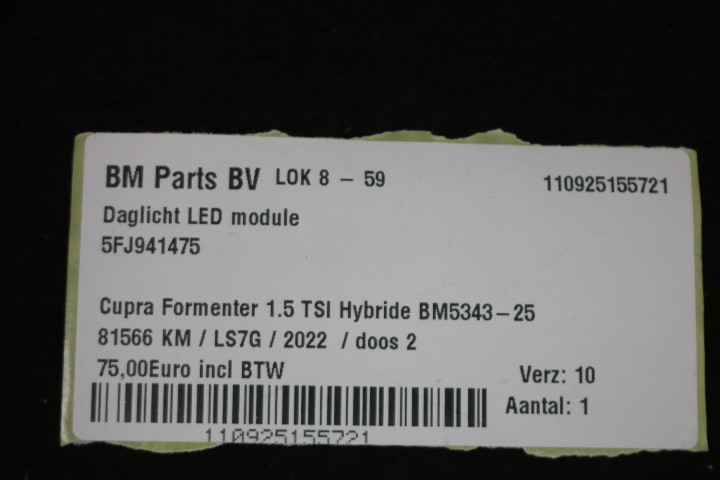 BM Parts BV LOK 8 - 59 110925155721
Daglicht LED module
5FJ941475
Cupra Formenter 1.5 TSI Hybride BM5343-25
81566 KM / LS7G / 2022 / doos 2
75,00Euro incl BTW Verz: 10
Aantal: 1
110925155721